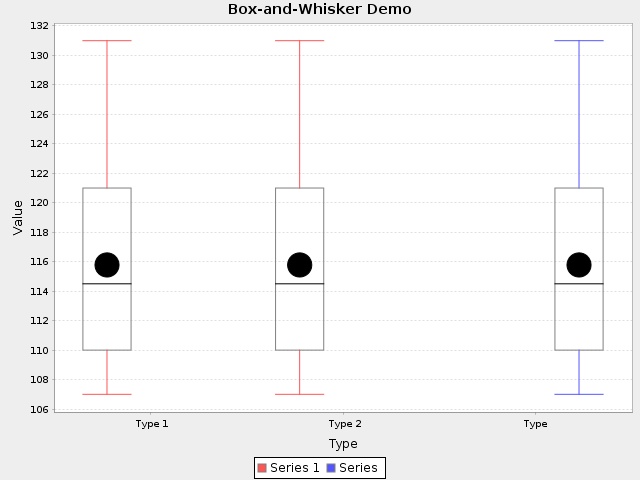 Box-and-Whisker Demo
132
130
128
126
124
122
120
118
116
114
112
110
108
106
Value
Type 1 Type 2 Type
Type
Series 1 Series